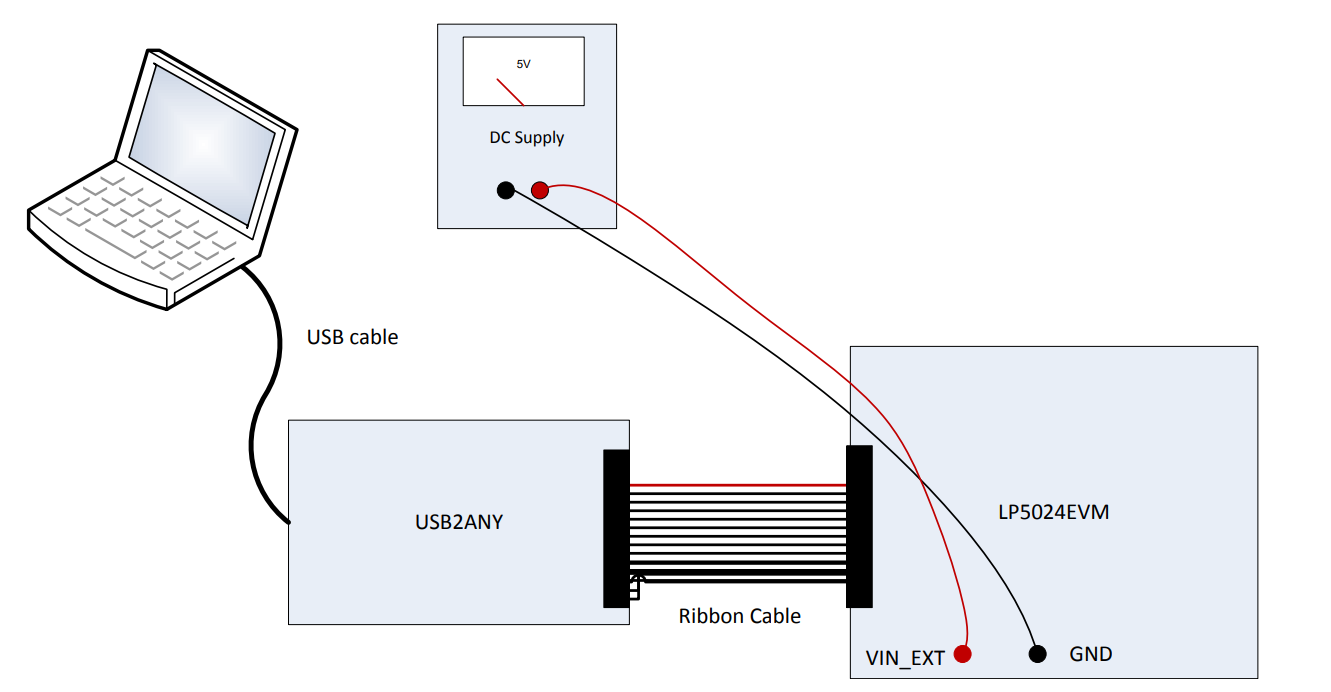 5V
DC Supply
USB cable
USB2ANY
LP5024EVM
Ribbon Cable
VIN_EXT
GND